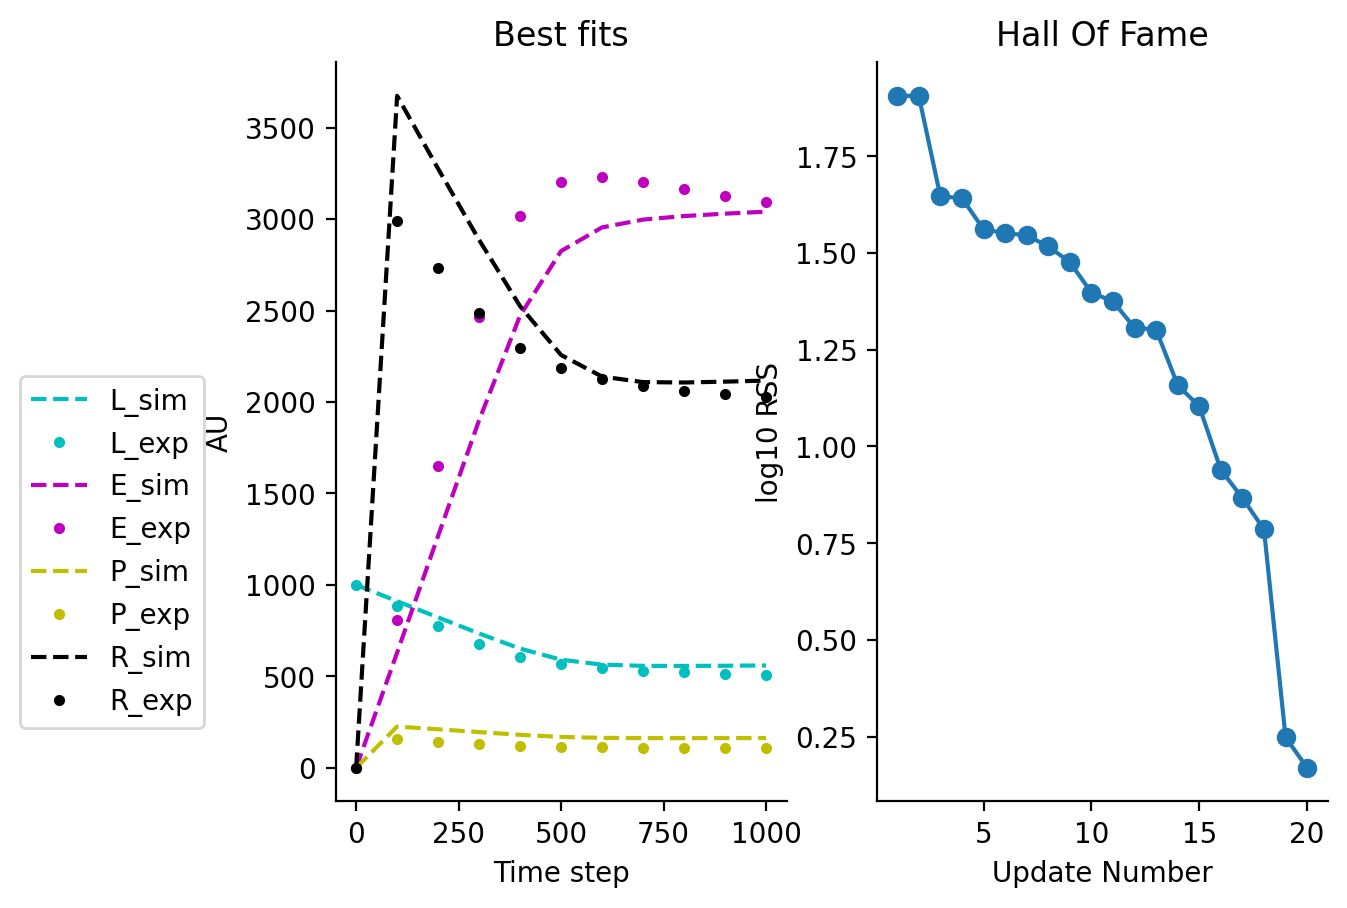 Best fits
Hall Of Fame
3500
3000
2500
2000
1500
1000
500
0
AU
0
250
500
750
1000
Time step
L_sim
L_exp
E_sim
E_exp
P_sim
P_exp
R_sim
R_exp
1.75
1.50
1.25
1.00
0.75
0.50
0.25
log10 RSS
5
10
15
20
Update Number